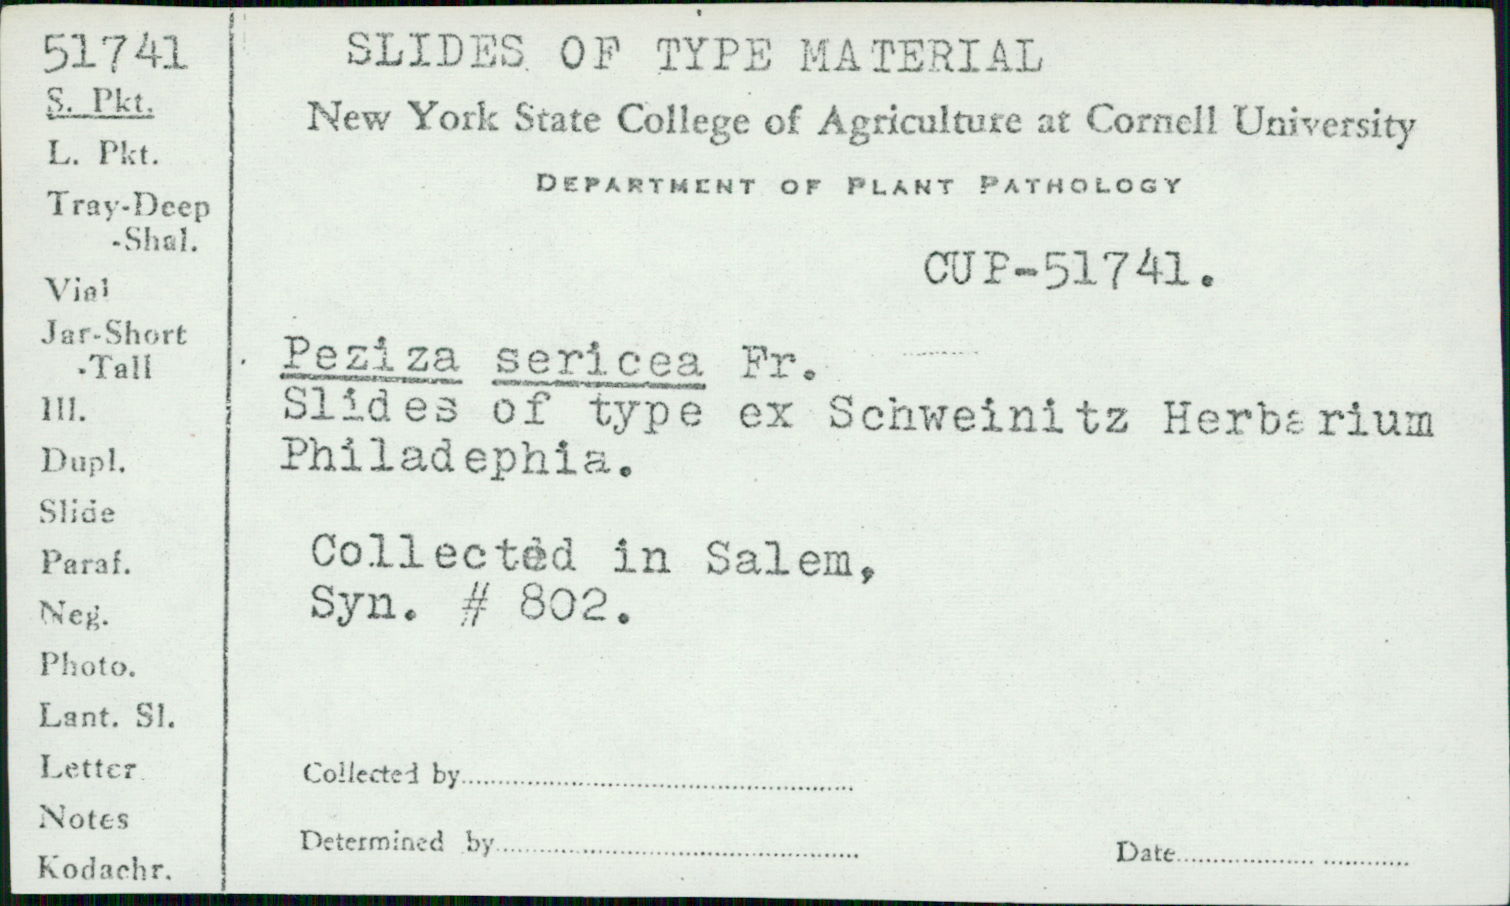 51741
S. Pkt.
L. Pkt.
Tray-Deep
-Shal.
Vial
Jar-Short
-Tall
Ill.
Dupl.
Slide
Paraf.
Neg.
Photo.
Lant. Sl.
Letter
Notes
Kodachr.
SLIDES OF TYPE MATERIAL
New York State College of Agriculture at Cornell University
DEPARTMENT OF PLANT PATHOLOGY
CUP-51741.
Peziza sericea Fr.
Slides of type ex Schweinitz Herbarium
Philadephia.
Collected in Salem,
Syn. # 802.
Collected by
Determined by
Date